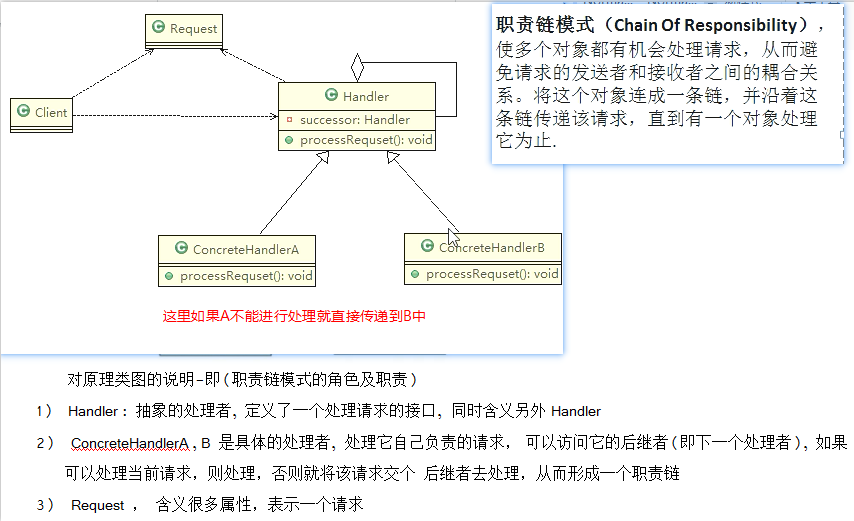 Request
职责链模式（Chain Of Responsibility），
使多个对象都有机会处理请求，从而避
免请求的发送者和接收者之间的耦合关
系。将这个对象连成一条链，并沿着这
条链传递该请求，直到有一个对象处理
它为止.
Client
Handler
successor: Handler
processRequset(): void
ConcreteHandlerA
processRequset(): void
ConcreteHandlerB
processRequset(): void
这里如果A不能进行处理就直接传递到B中
对原理类图的说明-即(职责链模式的角色及职责)
1） Handler : 抽象的处理者, 定义了一个处理请求的接口, 同时含义另外 Handler
2） ConcreteHandlerA , B 是具体的处理者, 处理它自己负责的请求， 可以访问它的后继者(即下一个处理者), 如果
可以处理当前请求，则处理，否则就将该请求交个 后继者去处理，从而形成一个职责链
3） Request ， 含义很多属性，表示一个请求